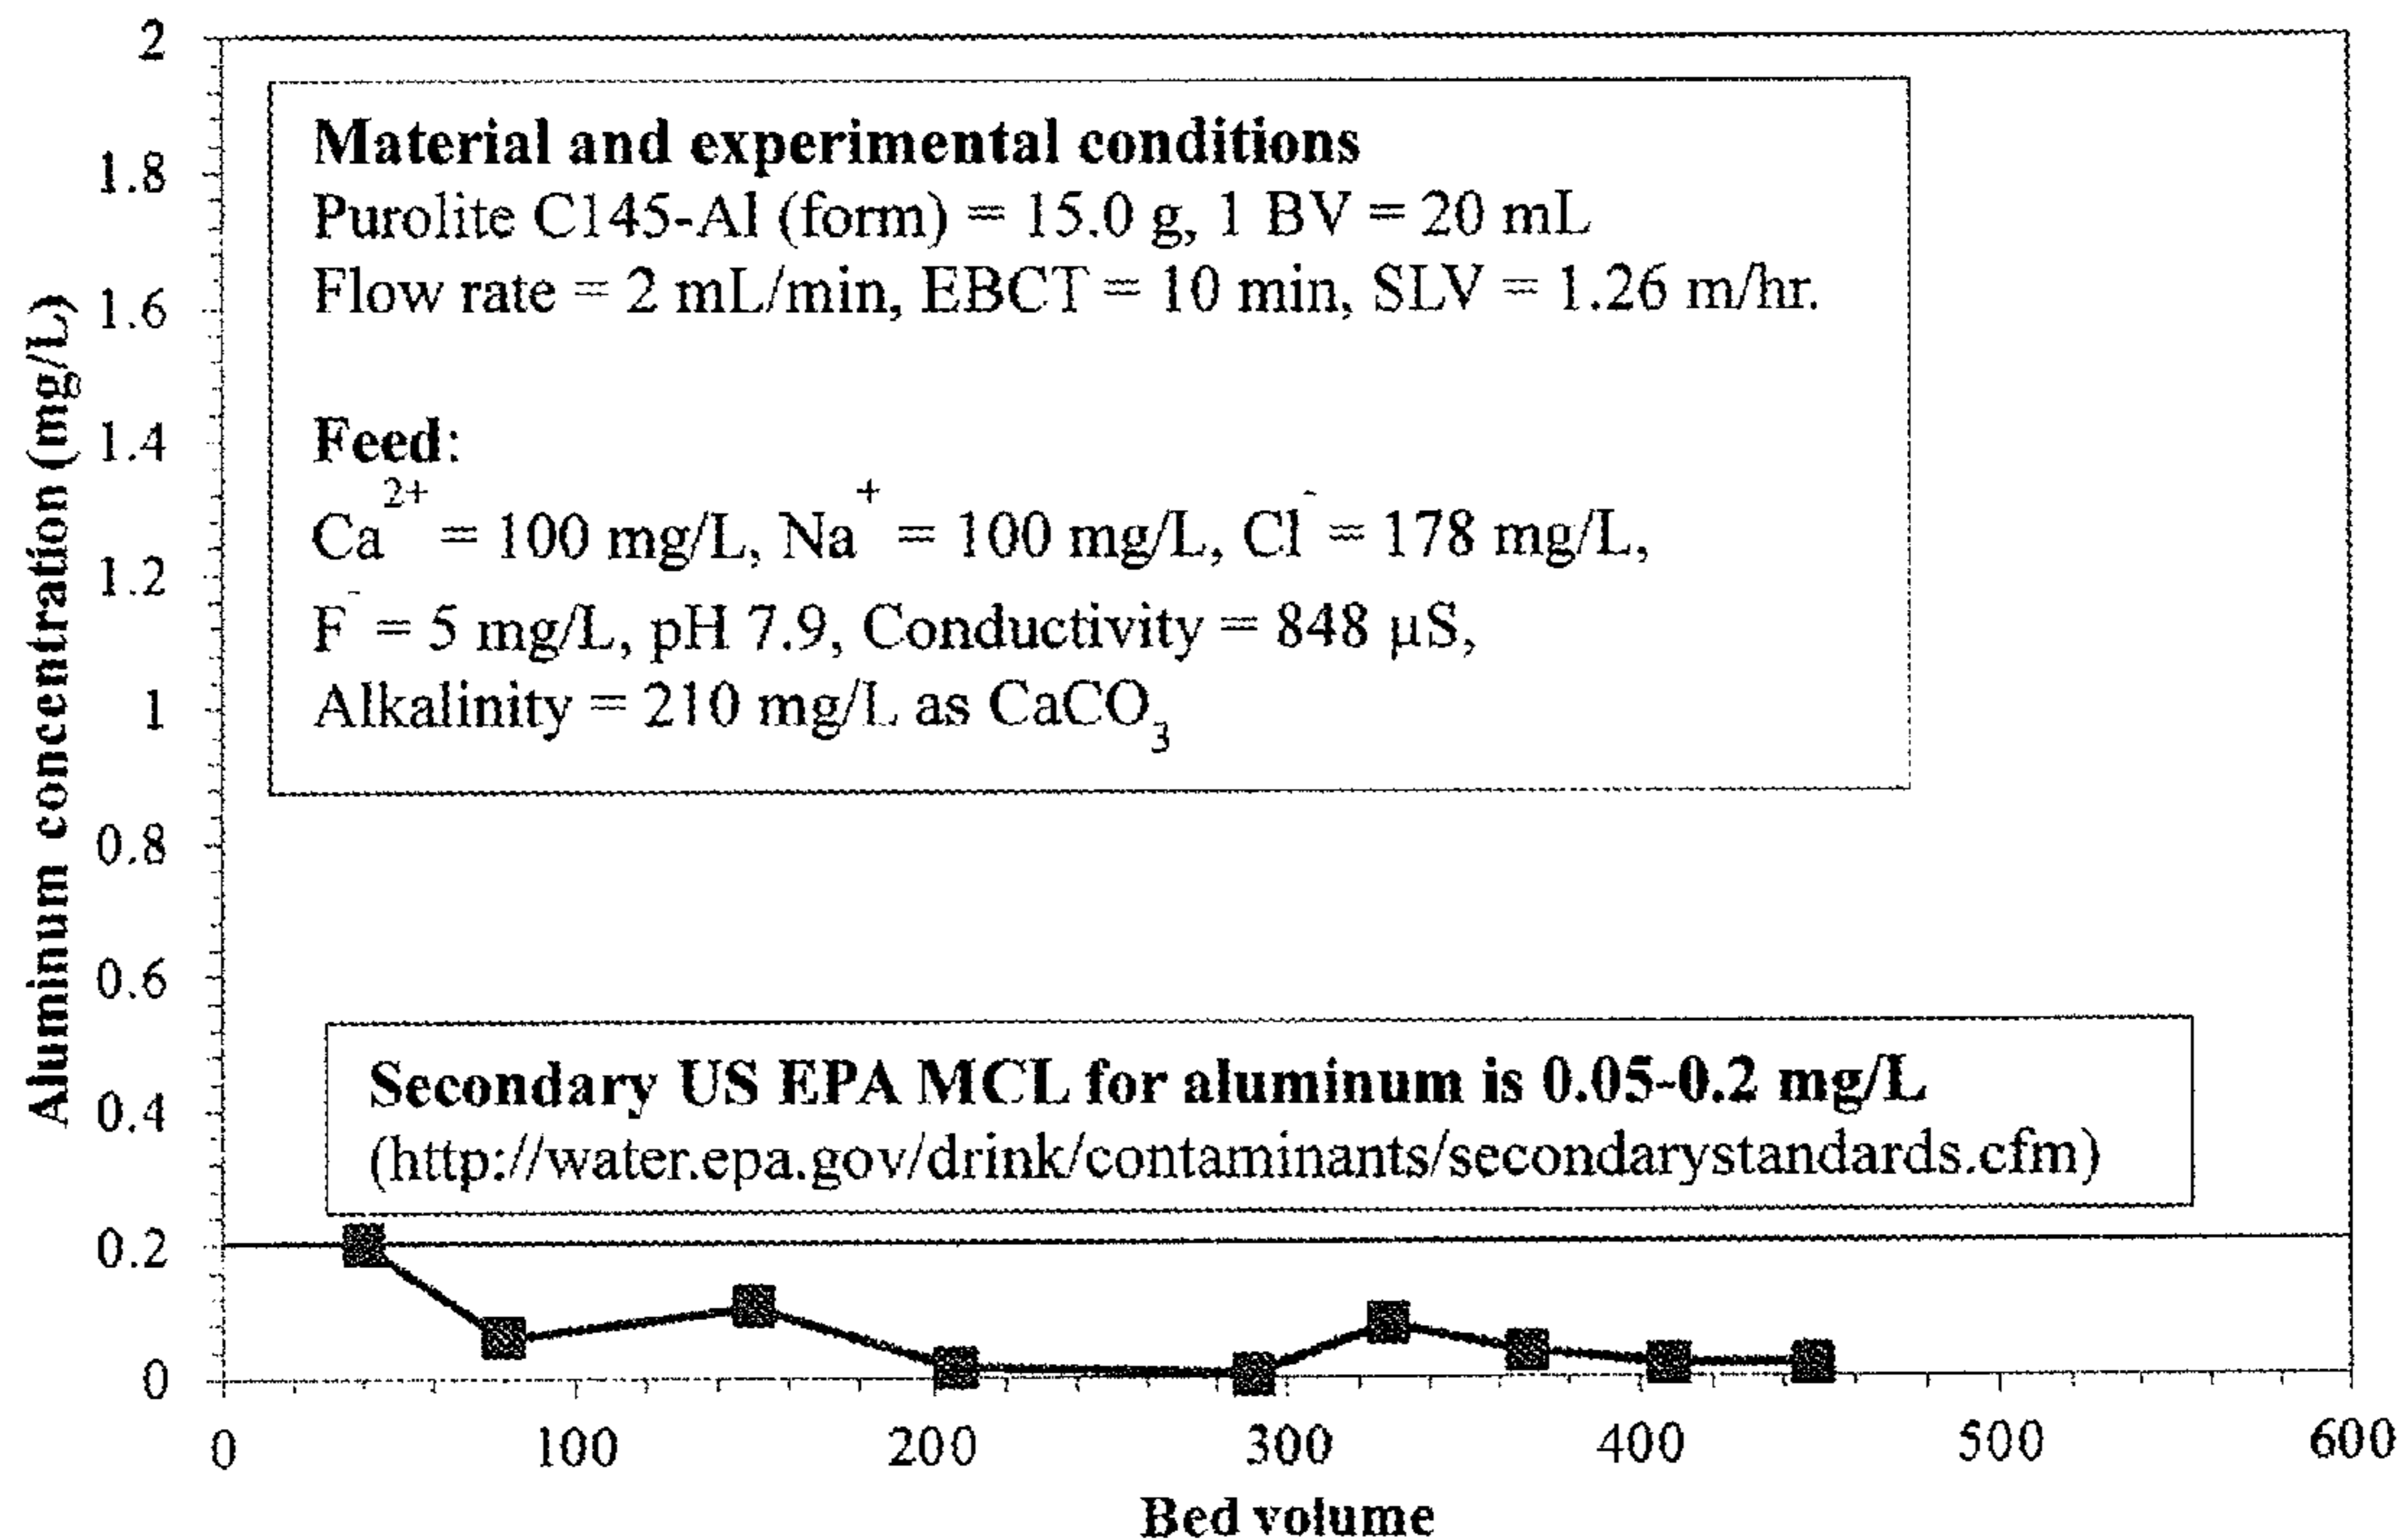 Aluminum concentration (mg/L)
2
1.8
1.6
1.4
1.2
1
0.8
0.6
0.4
0.2
0
Material and experimental conditions
Purolite C145-Al (form) = 15.0 g, 1 BV = 20 mL
Flow rate = 2 mL/min, EBCT = 10 min, SLV = 1.26 m/hr.
Feed:
Ca²⁺ = 100 mg/L, Na⁺ = 100 mg/L, Cl⁻ = 178 mg/L,
F⁻ = 5 mg/L, pH 7.9, Conductivity = 848 µS,
Alkalinity = 210 mg/L as CaCO₃
Secondary US EPA MCL for aluminum is 0.05-0.2 mg/L
(http://water.epa.gov/drink/contaminants/secondarystandards.cfm)
0 100 200 300 400 500 600
Bed volume